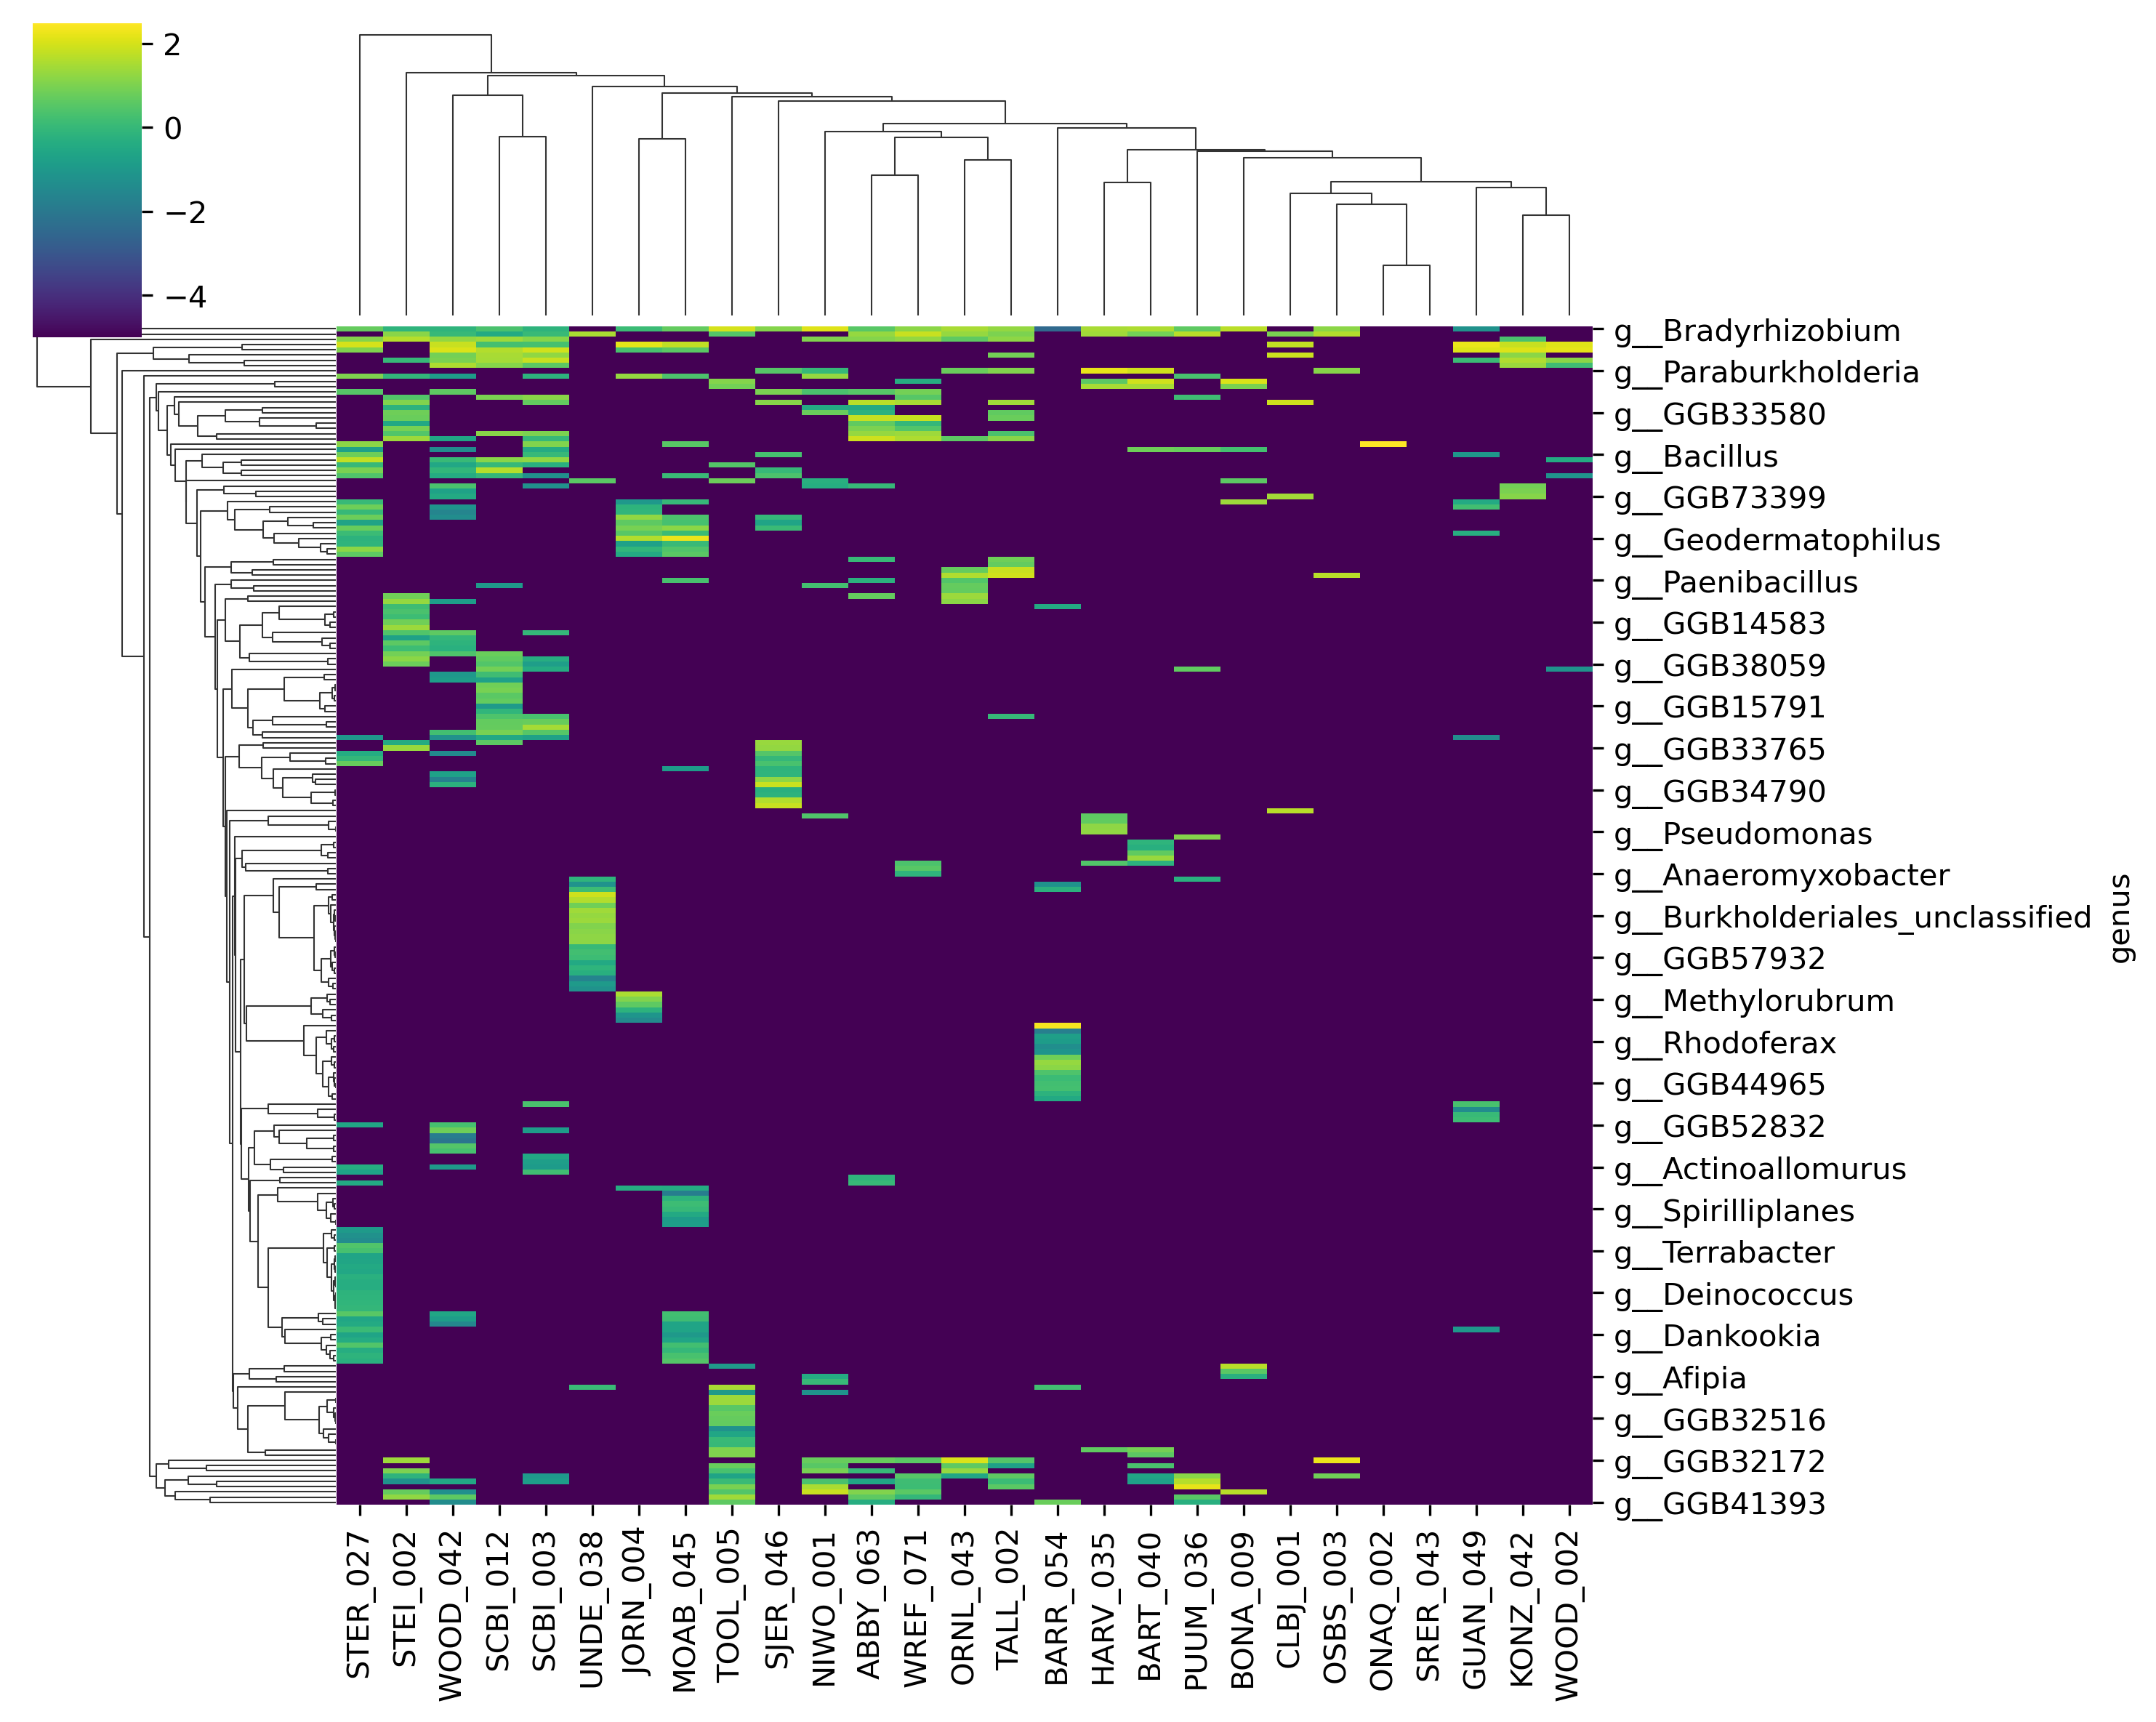 2
0
−2
−4
g__Bradyrhizobium
g__Paraburkholderia
g__GGB33580
g__Bacillus
g__GGB73399
g__Geodermatophilus
g__Paenibacillus
g__GGB14583
g__GGB38059
g__GGB15791
g__GGB33765
g__GGB34790
g__Pseudomonas
g__Anaeromyxobacter
g__Burkholderiales_unclassified
g__GGB57932
g__Methylorubrum
g__Rhodoferax
g__GGB44965
g__GGB52832
g__Actinoallomurus
g__Spirilliplanes
g__Terrabacter
g__Deinococcus
g__Dankookia
g__Afipia
g__GGB32516
g__GGB32172
g__GGB41393
genus
STER_027
STEI_002
WOOD_042
SCBI_012
SCBI_003
UNDE_038
JORN_004
MOAB_045
TOOL_005
SJER_046
NIWO_001
ABBY_063
WREF_071
ORNL_043
TALL_002
BARR_054
HARV_035
BART_040
PUUM_036
BONA_009
CLBJ_001
OSBS_003
ONAQ_002
SRER_043
GUAN_049
KONZ_042
WOOD_002